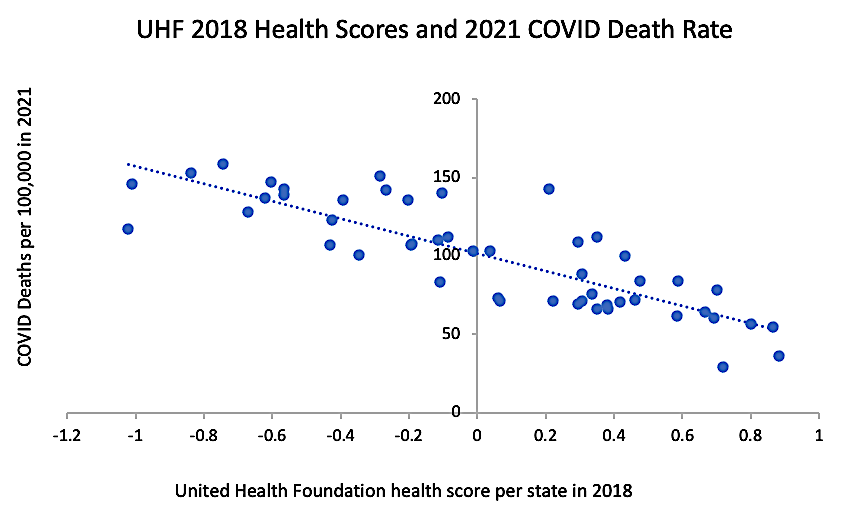 UHF 2018 Health Scores and 2021 COVID Death Rate
COVID Deaths per 100,000 in 2021
200
150
100
50
0
-1.2 -1 -0.8 -0.6 -0.4 -0.2 0 0.2 0.4 0.6 0.8 1
United Health Foundation health score per state in 2018